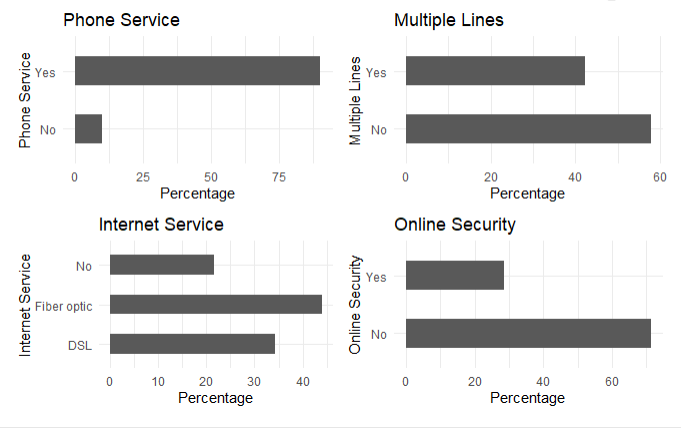 Phone Service
Phone Service
Yes
No
0 25 50 75
Percentage
Multiple Lines
Multiple Lines
Yes
No
0 20 40 60
Percentage
Internet Service
Internet Service
No
Fiber optic
DSL
0 10 20 30 40
Percentage
Online Security
Online Security
Yes
No
0 20 40 60
Percentage